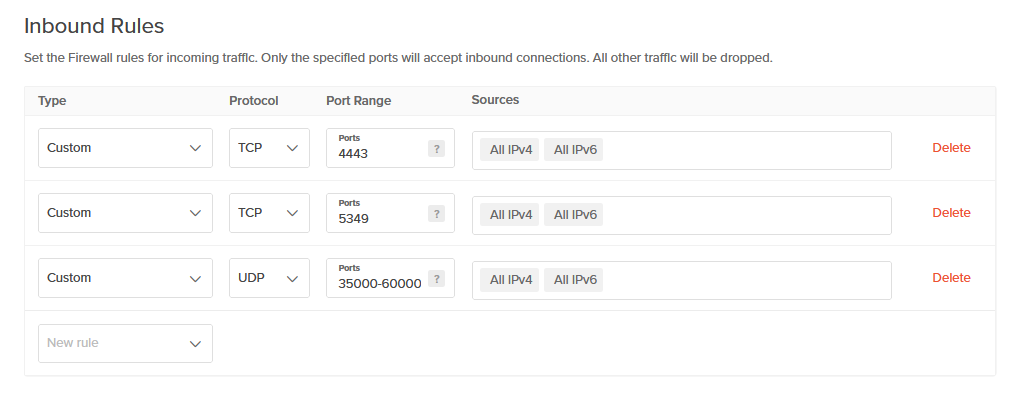 Inbound Rules
Set the Firewall rules for incoming traffic. Only the specified ports will accept inbound connections. All other traffic will be dropped.
Type Protocol Port Range Sources
Custom TCP Ports 4443 ? All IPv4 All IPv6 Delete
Custom TCP Ports 5349 ? All IPv4 All IPv6 Delete
Custom UDP Ports 35000-60000 ? All IPv4 All IPv6 Delete
New rule